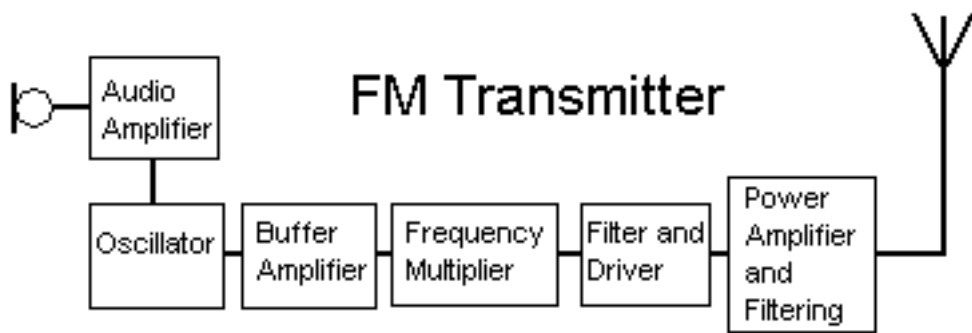 FM Transmitter
Audio
Amplifier
Oscillator
Buffer
Amplifier
Frequency
Multiplier
Filter and
Driver
Power
Amplifier
and
Filtering